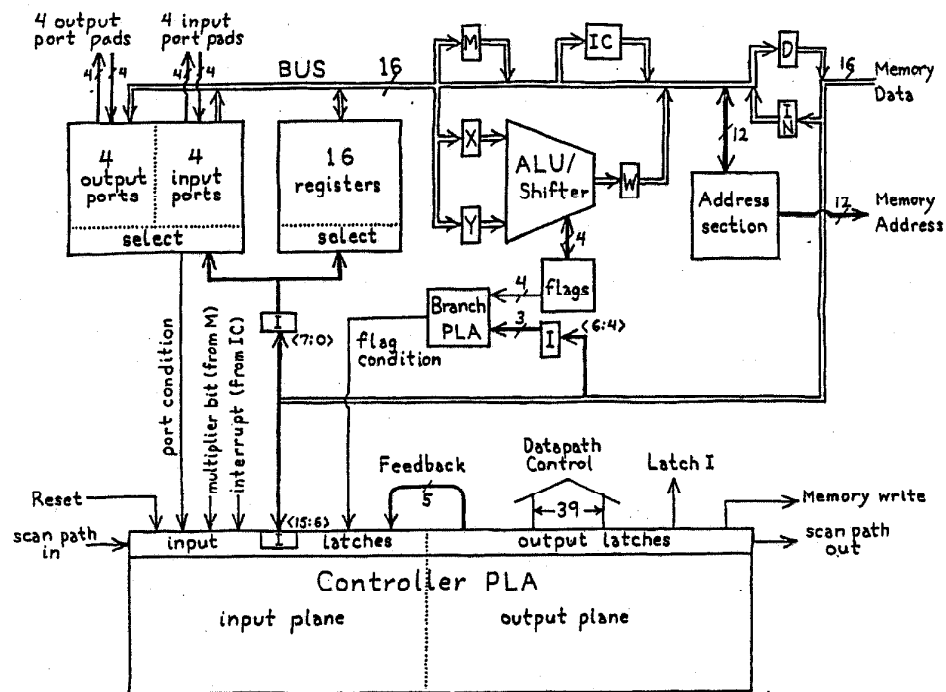 4 output
port pads
4 input
port pads
4
4
4
4
BUS
16
M
IC
D
16
Memory
Data
IN
4
output
ports
4
input
ports
select
16
registers
select
X
Y
ALU/
Shifter
W
12
Address
section
12
Memory
Address
4
flags
4
3
Branch
PLA
I
<6:4>
I
<7:0>
flag
condition
port condition
multiplier bit (from M)
interrupt (from IC)
Feedback
5
Datapath
Control
39
Latch I
Reset
Memory write
scan path
in
<15:6>
input
I
latches
output latches
scan path
out
Controller PLA
input plane
output plane